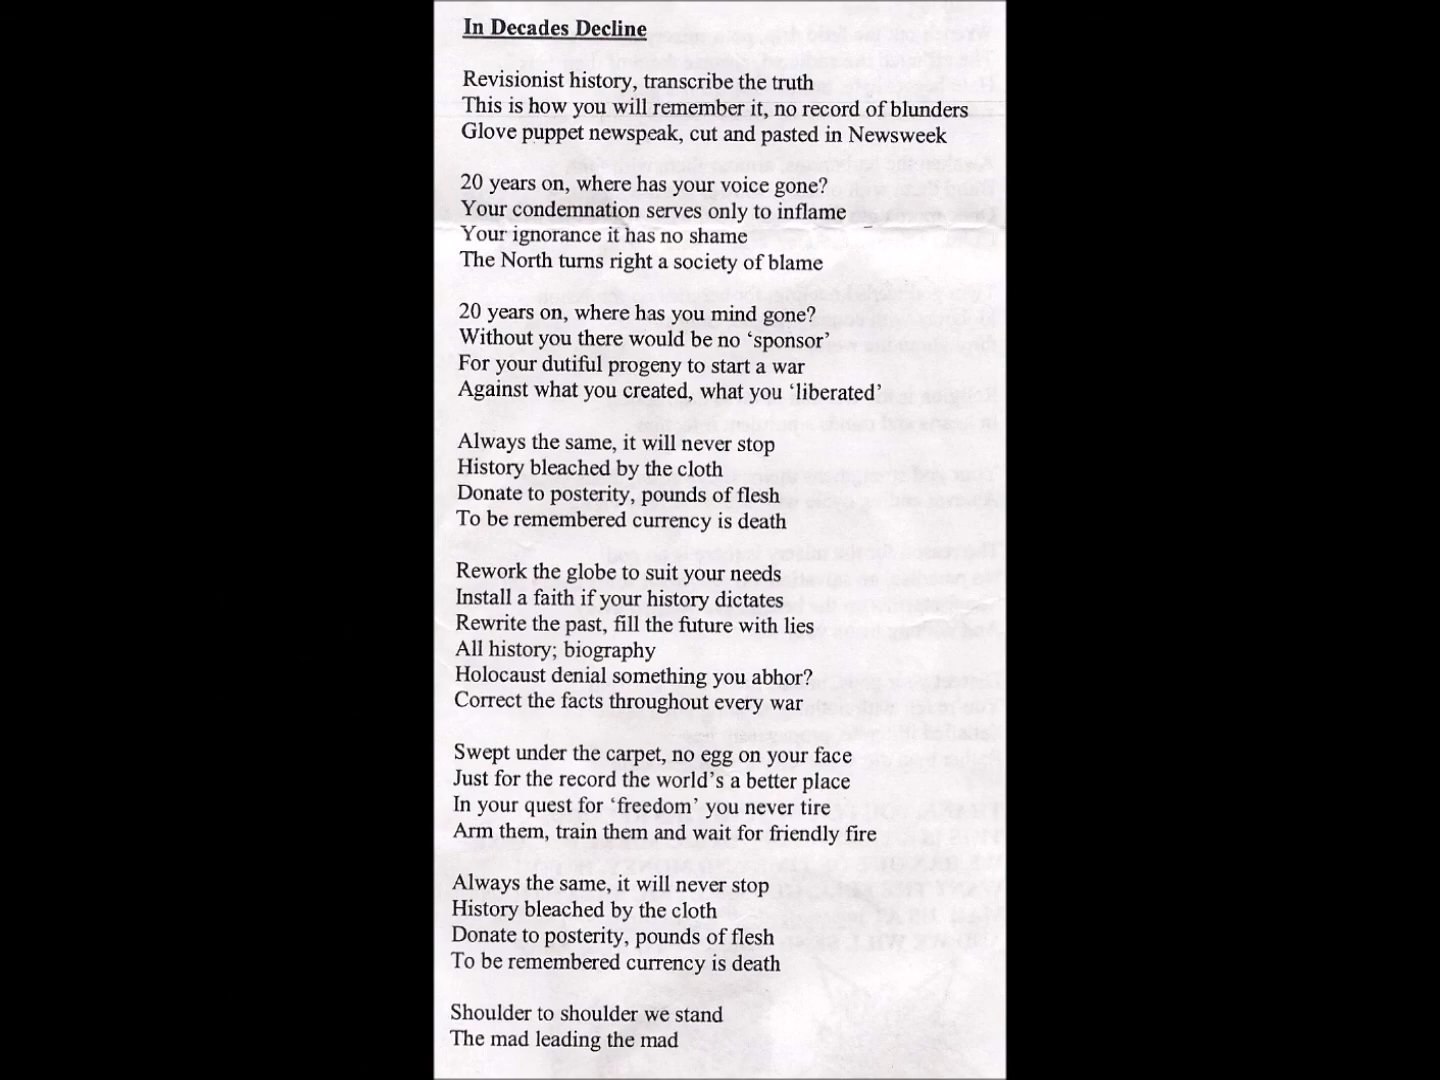 In Decades Decline
Revisionist history, transcribe the truth
This is how you will remember it, no record of blunders
Glove puppet newspeak, cut and pasted in Newsweek
20 years on, where has your voice gone?
Your condemnation serves only to inflame
Your ignorance it has no shame
The North turns right a society of blame
20 years on, where has you mind gone?
Without you there would be no ‘sponsor’
For your dutiful progeny to start a war
Against what you created, what you ‘liberated’
Always the same, it will never stop
History bleached by the cloth
Donate to posterity, pounds of flesh
To be remembered currency is death
Rework the globe to suit your needs
Install a faith if your history dictates
Rewrite the past, fill the future with lies
All history; biography
Holocaust denial something you abhor?
Correct the facts throughout every war
Swept under the carpet, no egg on your face
Just for the record the world’s a better place
In your quest for ‘freedom’ you never tire
Arm them, train them and wait for friendly fire
Always the same, it will never stop
History bleached by the cloth
Donate to posterity, pounds of flesh
To be remembered currency is death
Shoulder to shoulder we stand
The mad leading the mad